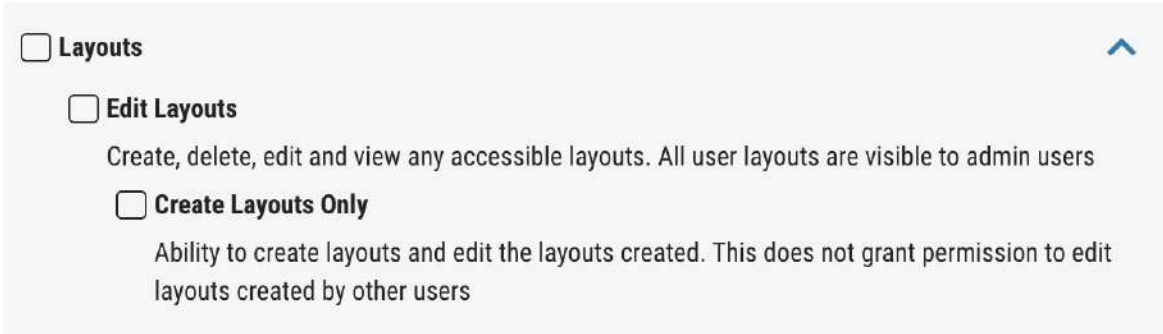 Layouts
Edit Layouts
Create, delete, edit and view any accessible layouts. All user layouts are visible to admin users
Create Layouts Only
Ability to create layouts and edit the layouts created. This does not grant permission to edit
layouts created by other users